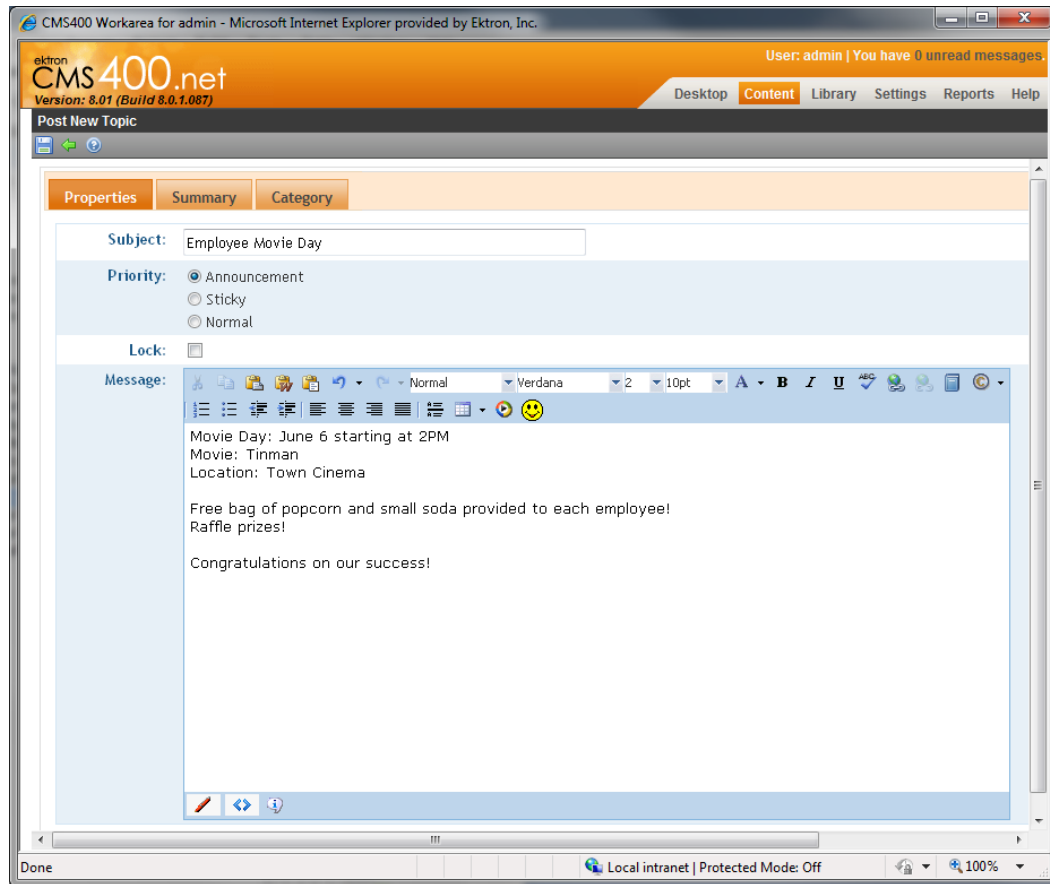 CMS400 Workarea for admin - Microsoft Internet Explorer provided by Ektron, Inc.
User: admin | You have 0 unread messages.
ektron
CMS400.net
Version: 8.01 (Build 8.0.1.087)
Desktop Content Library Settings Reports Help
Post New Topic
Properties Summary Category
Subject: Employee Movie Day
Priority: Announcement
Sticky
Normal
Lock:
Message:
Normal Verdana 2 10pt A B I U ABC ©
Movie Day: June 6 starting at 2PM
Movie: Tinman
Location: Town Cinema
Free bag of popcorn and small soda provided to each employee!
Raffle prizes!
Congratulations on our success!
Done Local intranet | Protected Mode: Off 100%